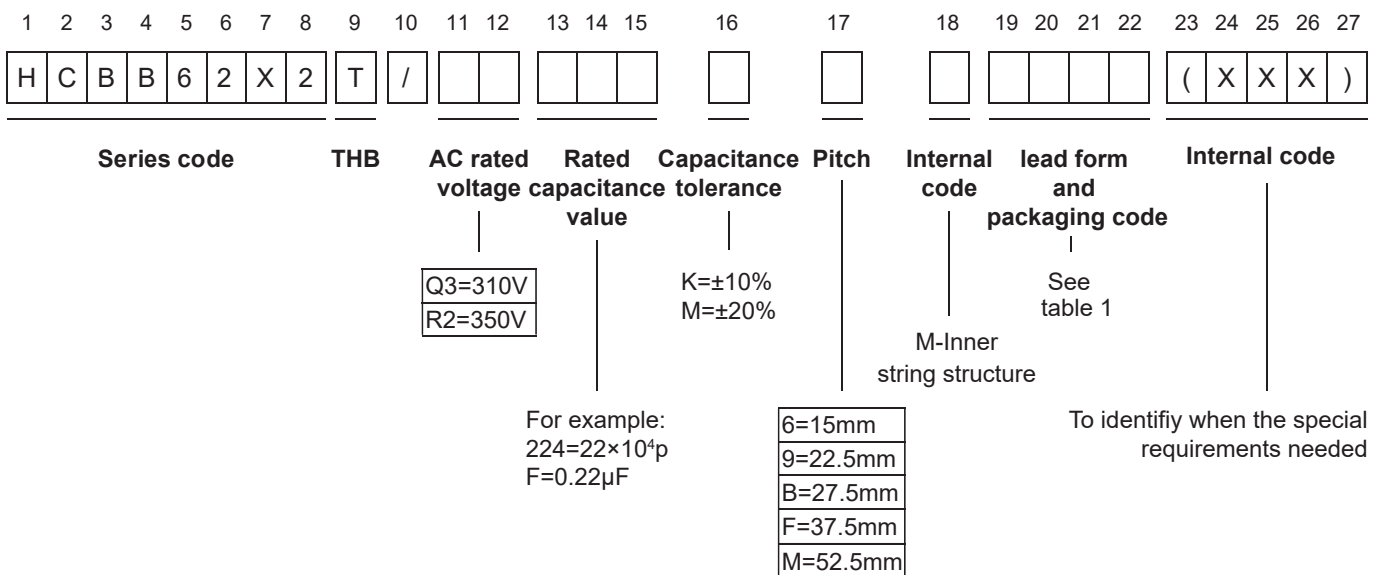 1 2 3 4 5 6 7 8 9 10 11 12 13 14 15 16 17 18 19 20 21 22 23 24 25 26 27
H C B B 6 2 X 2 T / ( X X X )
Series code THB AC rated Rated Capacitance Pitch Internal lead form Internal code
voltage capacitance tolerance code and
value packaging code
Q3=310V
R2=350V
K=±10%
M=±20%
See
table 1
M-Inner
string structure
For example:
224=22×10⁴p
F=0.22μF
6=15mm
9=22.5mm
B=27.5mm
F=37.5mm
M=52.5mm
To identifiy when the special
requirements needed